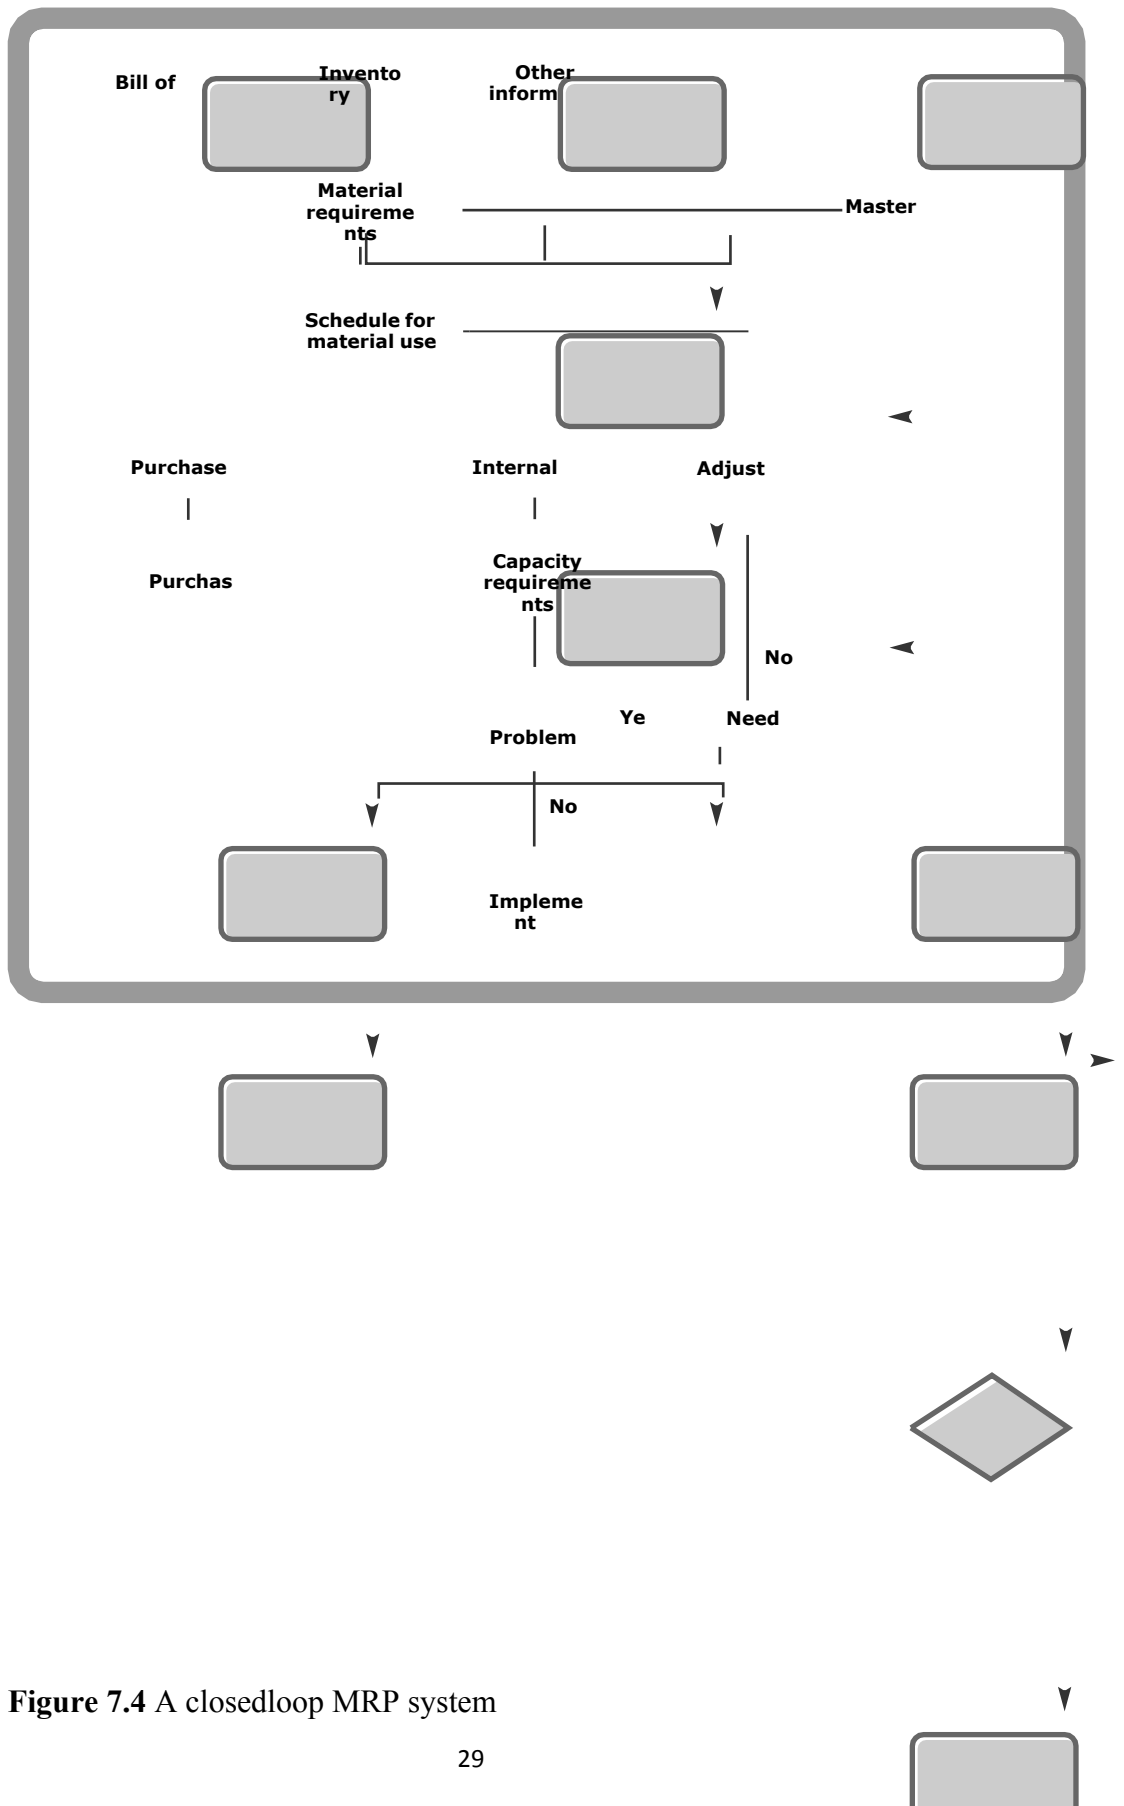 Bill of
Invento
ry
Other
inform
Material
requireme
nts
Master
Schedule for
material use
Purchase
Internal
Adjust
Purchas
Capacity
requireme
nts
No
Ye
Need
Problem
No
Impleme
nt
Figure 7.4 A closedloop MRP system
29